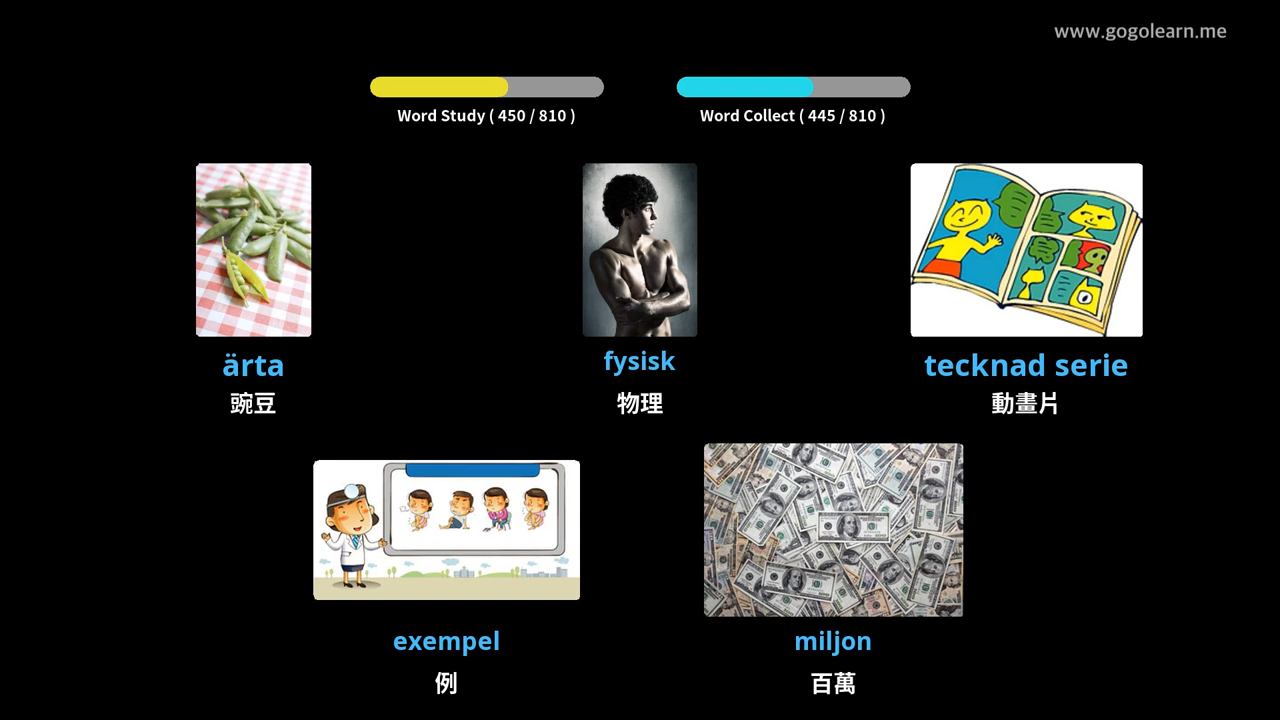 www.gogolearn.me
Word Study ( 450 / 810 )
Word Collect ( 445 / 810 )
ärta
豌豆
fysisk
物理
tecknad serie
動畫片
exempel
例
miljon
百萬